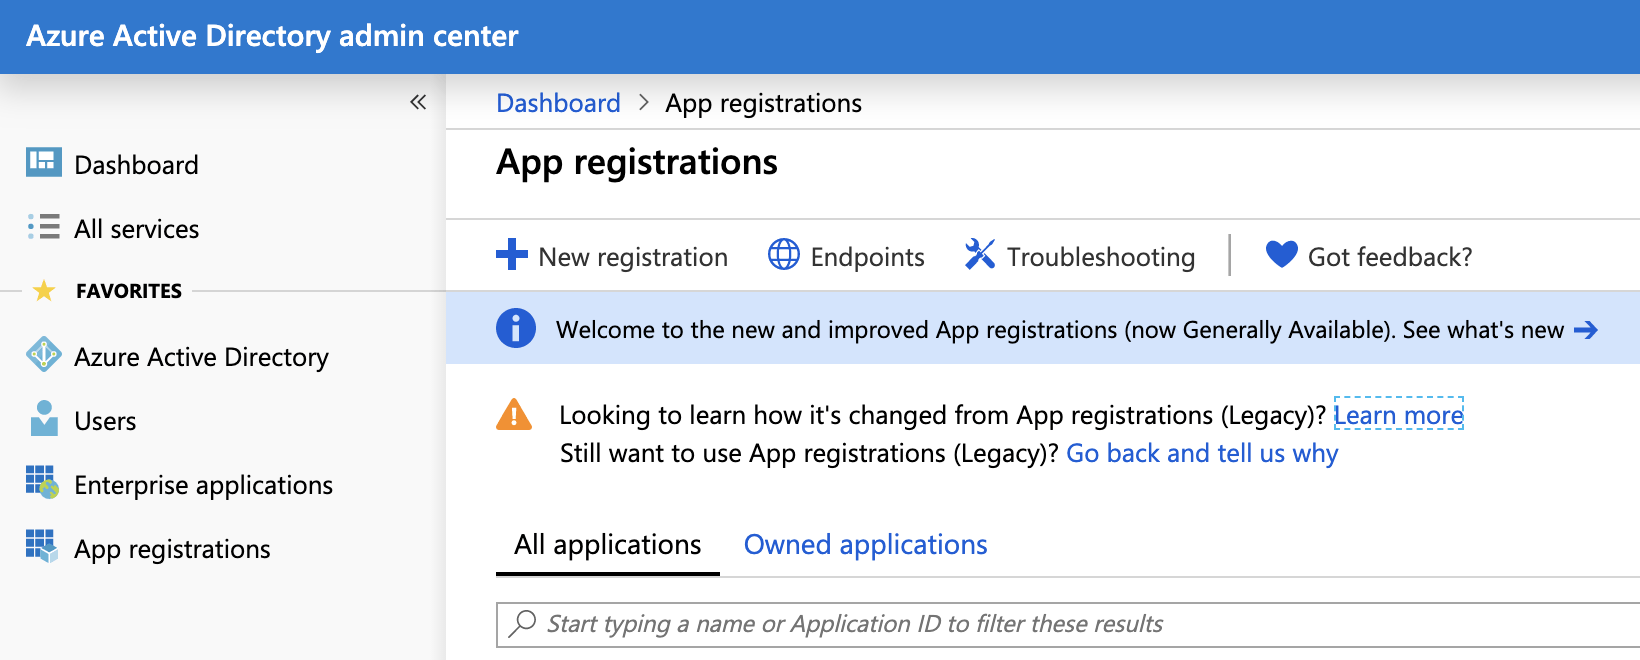 Azure Active Directory admin center
«
Dashboard
All services
FAVORITES
Azure Active Directory
Users
Enterprise applications
App registrations
Dashboard > App registrations
App registrations
New registration Endpoints Troubleshooting Got feedback?
Welcome to the new and improved App registrations (now Generally Available). See what's new →
Looking to learn how it's changed from App registrations (Legacy)? Learn more
Still want to use App registrations (Legacy)? Go back and tell us why
All applications Owned applications
Start typing a name or Application ID to filter these results